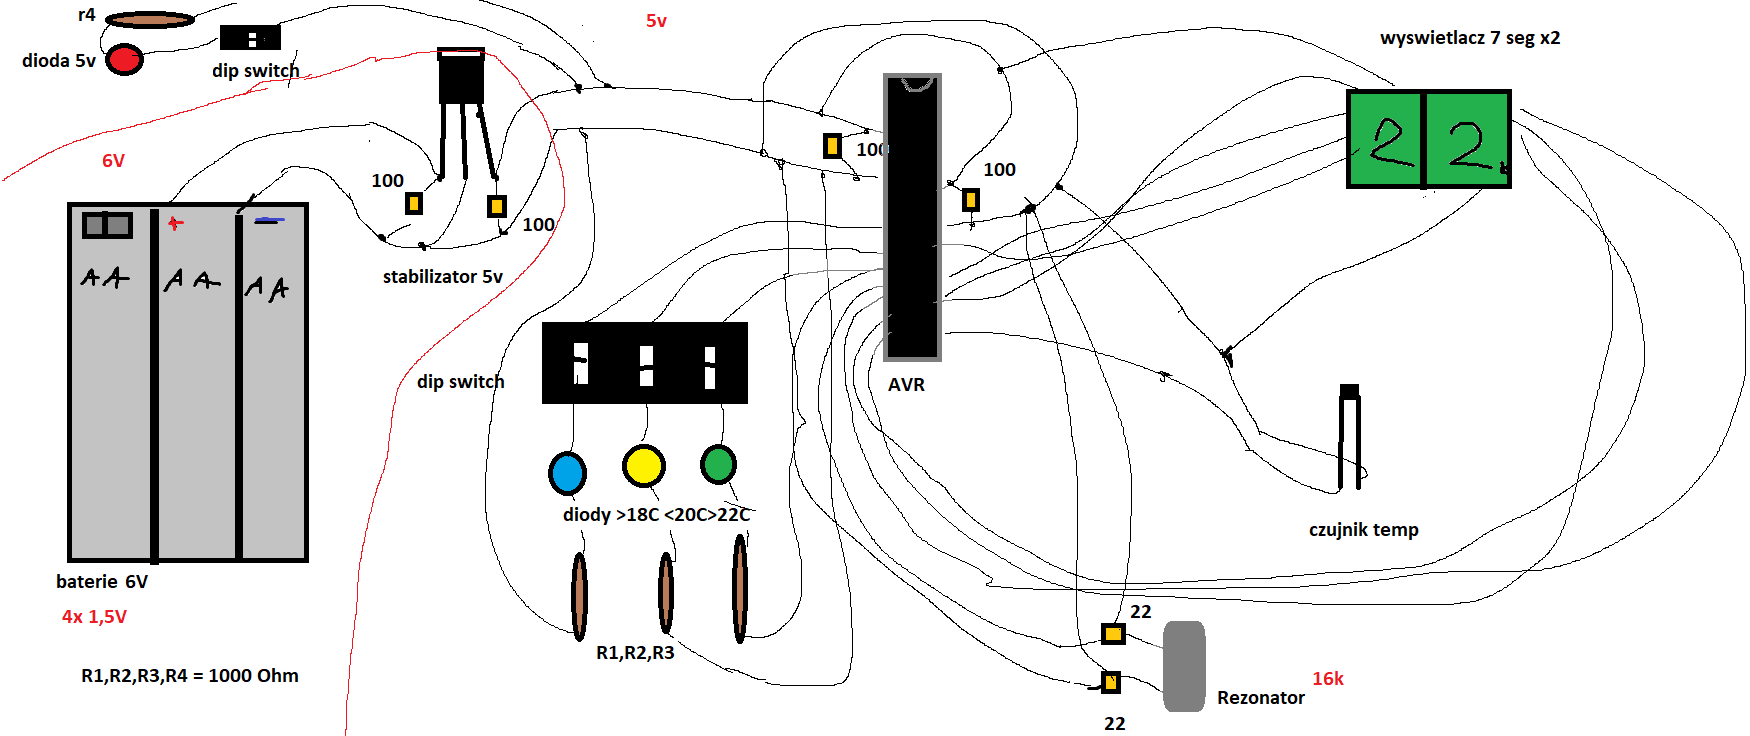 r4
dioda 5v
dip switch
5v
wyswietlacz 7 seg x2
6V
100
100
stabilizator 5v
100
100
2 2.
+ −
AA AA AA
dip switch
AVR
diody >18C <20C>22C
czujnik temp
baterie 6V
4x 1,5V
R1,R2,R3
22
R1,R2,R3,R4 = 1000 Ohm
16k
Rezonator
22